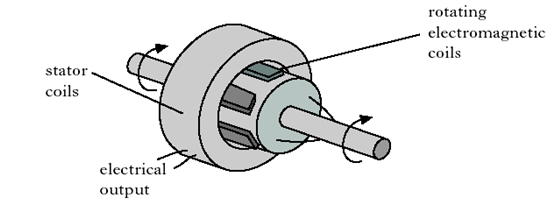 rotating
electromagnetic
coils
stator
coils
electrical
output